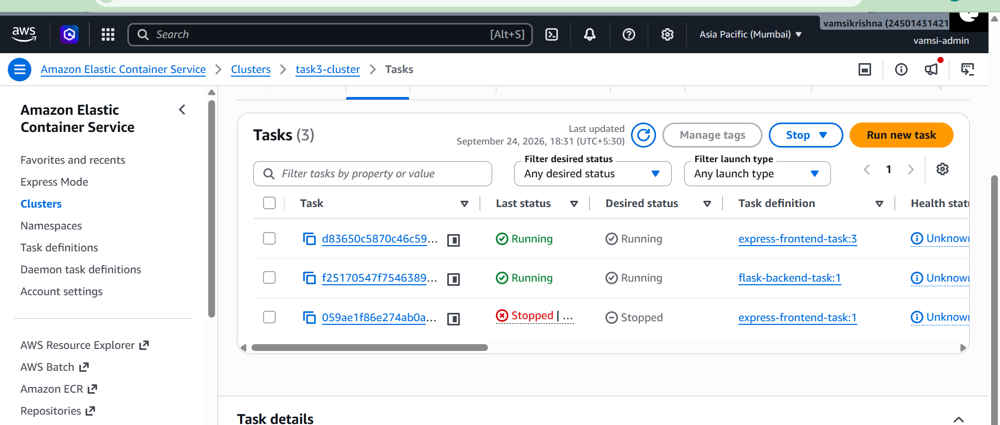 aws
Search
[Alt+S]
Asia Pacific (Mumbai)
vamsikrishna (24501431421
vamsi-admin
Amazon Elastic Container Service
Clusters
task3-cluster
Tasks
Amazon Elastic
Container Service
Favorites and recents
Express Mode
Clusters
Namespaces
Task definitions
Daemon task definitions
Account settings
AWS Resource Explorer
AWS Batch
Amazon ECR
Repositories
Tasks (3)
Last updated
September 24, 2026, 18:31 (UTC+5:30)
Manage tags
Stop
Run new task
Filter tasks by property or value
Filter desired status
Any desired status
Filter launch type
Any launch type
1
Task Last status Desired status Task definition Health statu
d83650c5870c46c59... Running Running express-frontend-task:3 Unknown
f25170547f7546389... Running Running flask-backend-task:1 Unknown
059ae1f86e274ab0a... Stopped | ... Stopped express-frontend-task:1 Unknown
Task details